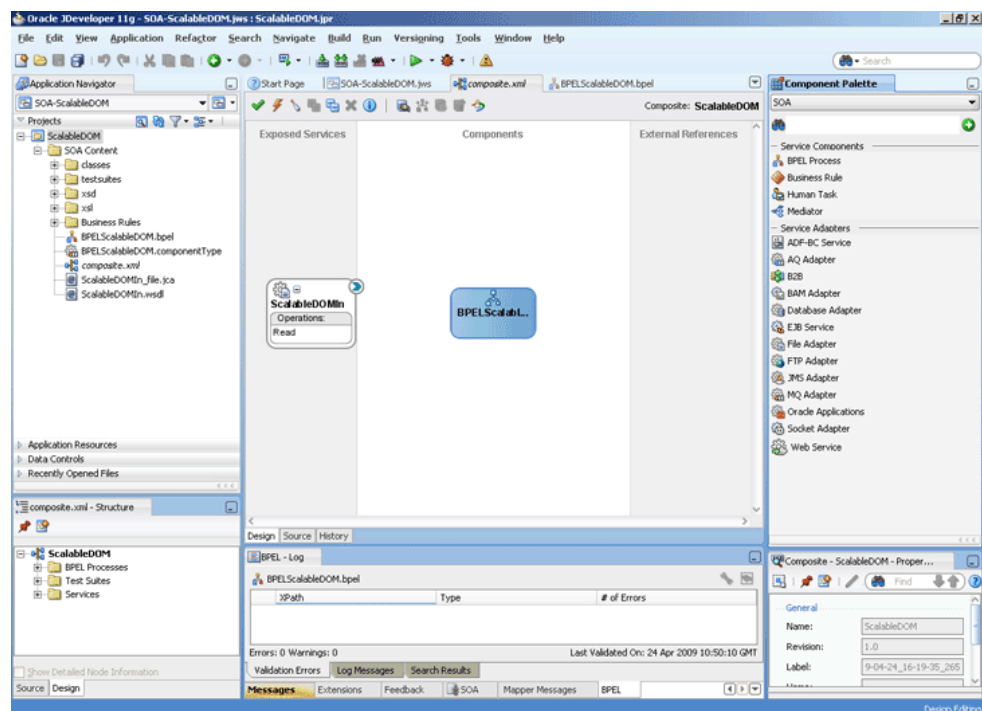 Oracle JDeveloper 11g - SOA-ScalableDOM.jws : ScalableDOM.jpr
File Edit View Application Refactor Search Navigate Build Run Versioning Tools Window Help
Search
Application Navigator
SOA-ScalableDOM
Projects
ScalableDOM
SOA Content
classes
testsuites
xsd
xsl
Business Rules
BPELScalableDOM.bpel
BPELScalableDOM.componentType
composite.xml
ScalableDOMIn_file.jca
ScalableDOMIn.wsdl
Application Resources
Data Controls
Recently Opened Files
composite.xml - Structure
ScalableDOM
BPEL Processes
Test Suites
Services
Show Detailed Node Information
Source Design
Start Page SOA-ScalableDOM.jws composite.xml BPELScalableDOM.bpel
Composite: ScalableDOM
Exposed Services Components External References
ScalableDOMIn
Operations:
Read
BPELScalabl...
Design Source History
BPEL - Log
BPELScalableDOM.bpel
XPath Type # of Errors
Errors: 0 Warnings: 0 Last Validated On: 24 Apr 2009 10:50:10 GMT
Validation Errors Log Messages Search Results
Messages Extensions Feedback SOA Mapper Messages BPEL
Component Palette
SOA
Service Components
BPEL Process
Business Rule
Human Task
Mediator
Service Adapters
ADF-BC Service
AQ Adapter
B2B
BAM Adapter
Database Adapter
EJB Service
File Adapter
FTP Adapter
JMS Adapter
MQ Adapter
Oracle Applications
Socket Adapter
Web Service
Composite - ScalableDOM - Proper...
Find
General
Name: ScalableDOM
Revision: 1.0
Label: 9-04-24_16-19-35_265
Design Editing